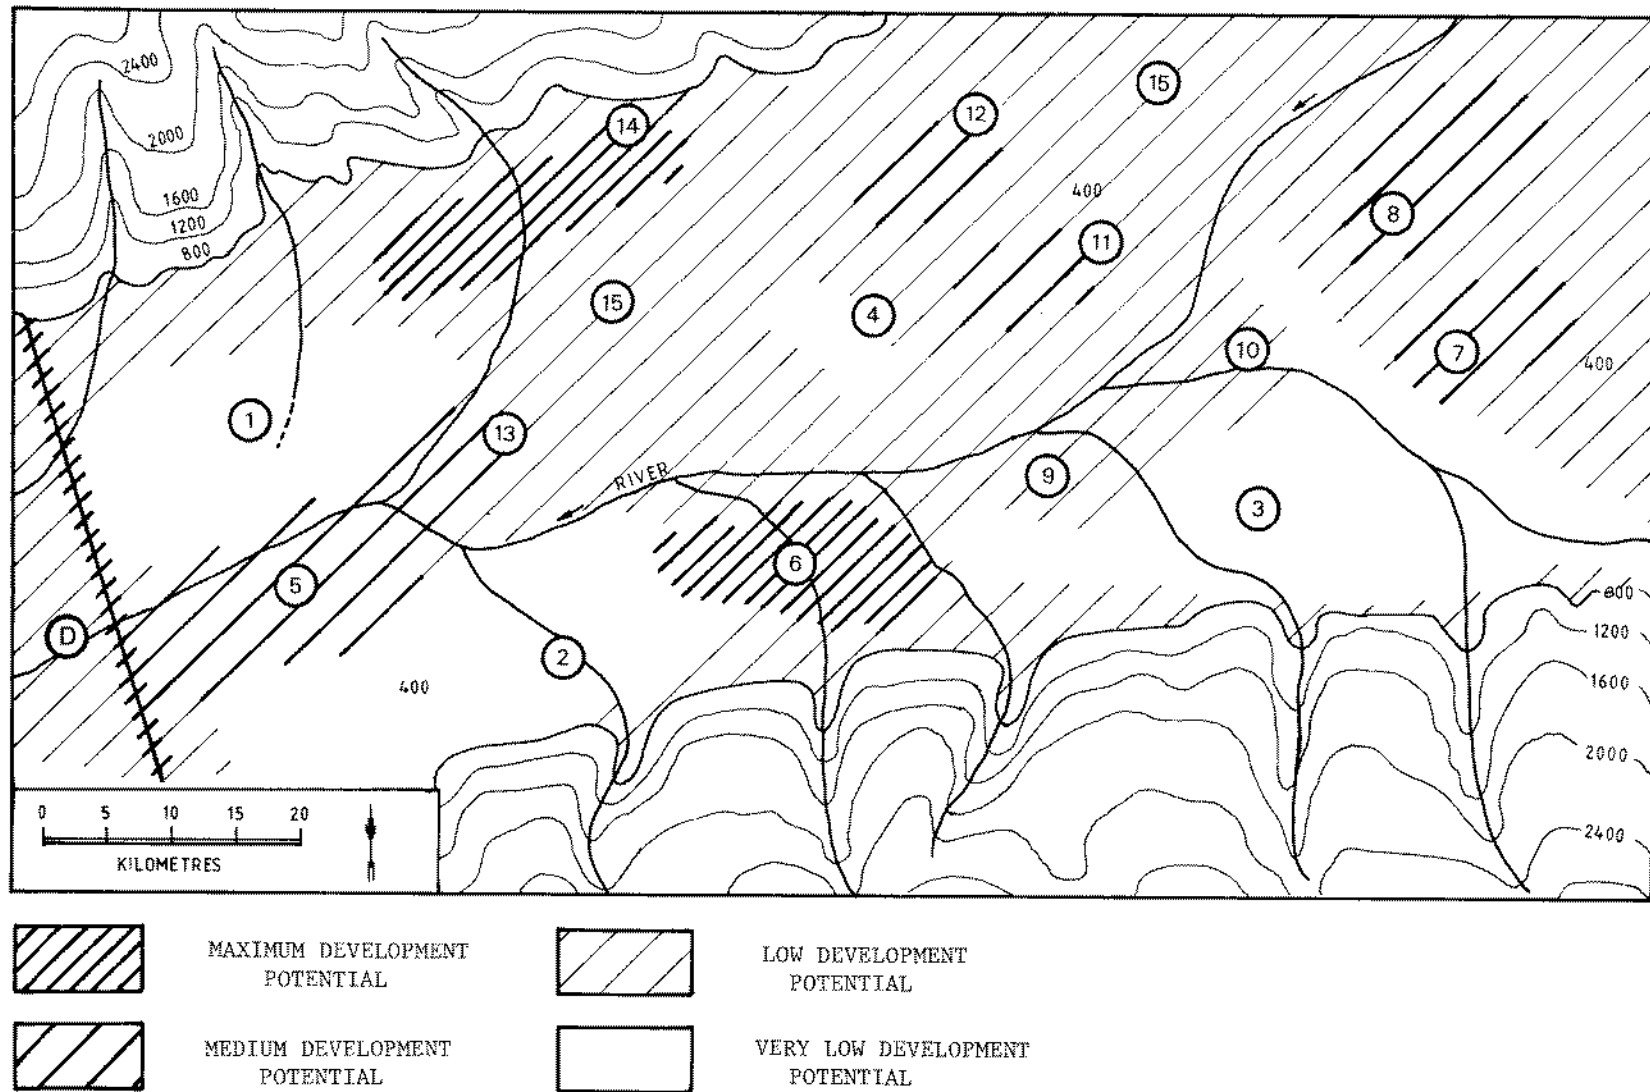 2400
15
12
14
2000
400
1600
8
1200
11
800
15
4
10
7
400
1
13
RIVER
9
3
6
5
800
D
1200
2
400
1600
2000
0 5 10 15 20
KILOMETRES
2400
MAXIMUM DEVELOPMENT
POTENTIAL
LOW DEVELOPMENT
POTENTIAL
MEDIUM DEVELOPMENT
POTENTIAL
VERY LOW DEVELOPMENT
POTENTIAL